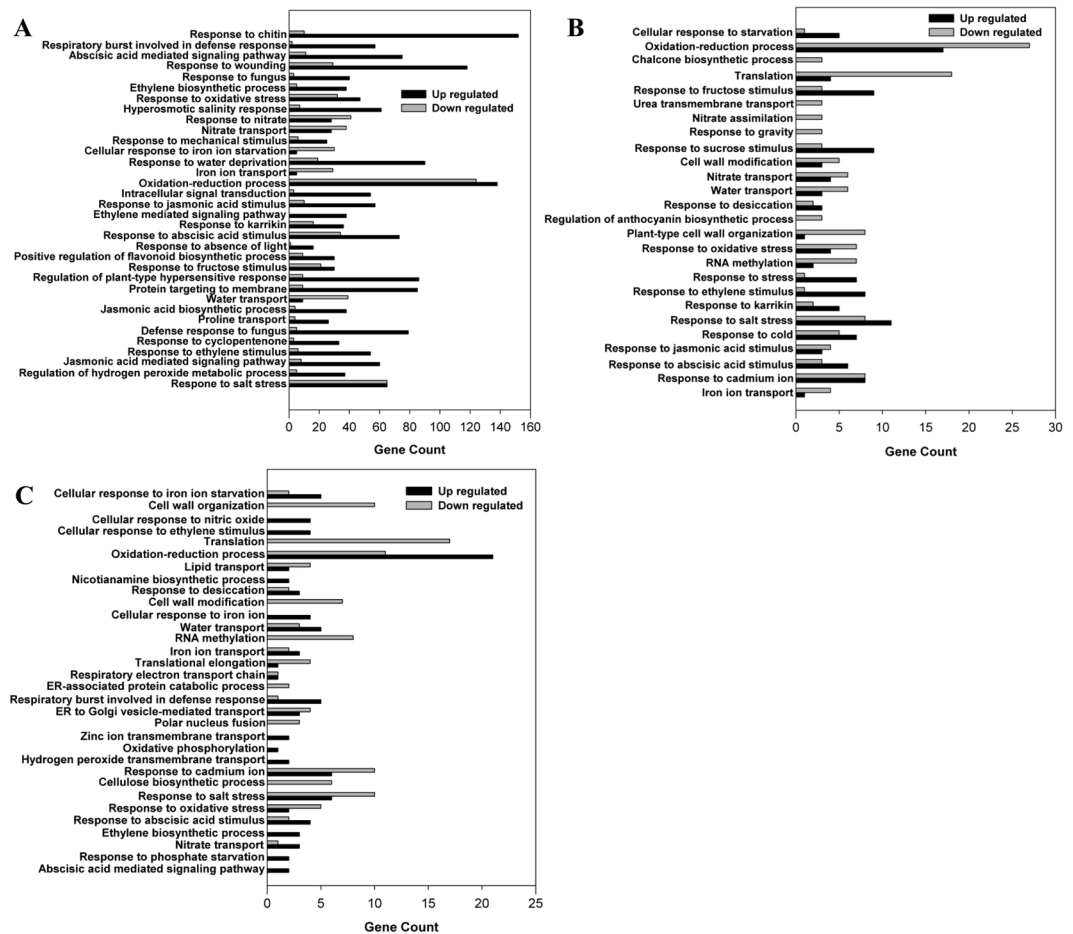 A
Response to chitin
Respiratory burst involved in defense response
Abscisic acid mediated signaling pathway
Response to wounding
Response to fungus
Ethylene biosynthetic process
Response to oxidative stress
Hyperosmotic salinity response
Response to nitrate
Nitrate transport
Response to mechanical stimulus
Cellular response to iron ion starvation
Response to water deprivation
Iron ion transport
Oxidation-reduction process
Intracellular signal transduction
Response to jasmonic acid stimulus
Ethylene mediated signaling pathway
Response to karrikin
Response to abscisic acid stimulus
Response to absence of light
Positive regulation of flavonoid biosynthetic process
Response to fructose stimulus
Regulation of plant-type hypersensitive response
Protein targeting to membrane
Water transport
Jasmonic acid biosynthetic process
Proline transport
Defense response to fungus
Response to cyclopentenone
Response to ethylene stimulus
Jasmonic acid mediated signaling pathway
Regulation of hydrogen peroxide metabolic process
Respone to salt stress
Up regulated
Down regulated
0 20 40 60 80 100 120 140 160
Gene Count
B
Cellular response to starvation
Oxidation-reduction process
Chalcone biosynthetic process
Translation
Response to fructose stimulus
Urea transmembrane transport
Nitrate assimilation
Response to gravity
Response to sucrose stimulus
Cell wall modification
Nitrate transport
Water transport
Response to desiccation
Regulation of anthocyanin biosynthetic process
Plant-type cell wall organization
Response to oxidative stress
RNA methylation
Response to stress
Response to ethylene stimulus
Response to karrikin
Response to salt stress
Response to cold
Response to jasmonic acid stimulus
Response to abscisic acid stimulus
Response to cadmium ion
Iron ion transport
Up regulated
Down regulated
0 5 10 15 20 25 30
Gene Count
C
Cellular response to iron ion starvation
Cell wall organization
Cellular response to nitric oxide
Cellular response to ethylene stimulus
Translation
Oxidation-reduction process
Lipid transport
Nicotianamine biosynthetic process
Response to desiccation
Cell wall modification
Cellular response to iron ion
Water transport
RNA methylation
Iron ion transport
Translational elongation
Respiratory electron transport chain
ER-associated protein catabolic process
Respiratory burst involved in defense response
ER to Golgi vesicle-mediated transport
Polar nucleus fusion
Zinc ion transmembrane transport
Oxidative phosphorylation
Hydrogen peroxide transmembrane transport
Response to cadmium ion
Cellulose biosynthetic process
Response to salt stress
Response to oxidative stress
Response to abscisic acid stimulus
Ethylene biosynthetic process
Nitrate transport
Response to phosphate starvation
Abscisic acid mediated signaling pathway
Up regulated
Down regulated
0 5 10 15 20 25
Gene Count